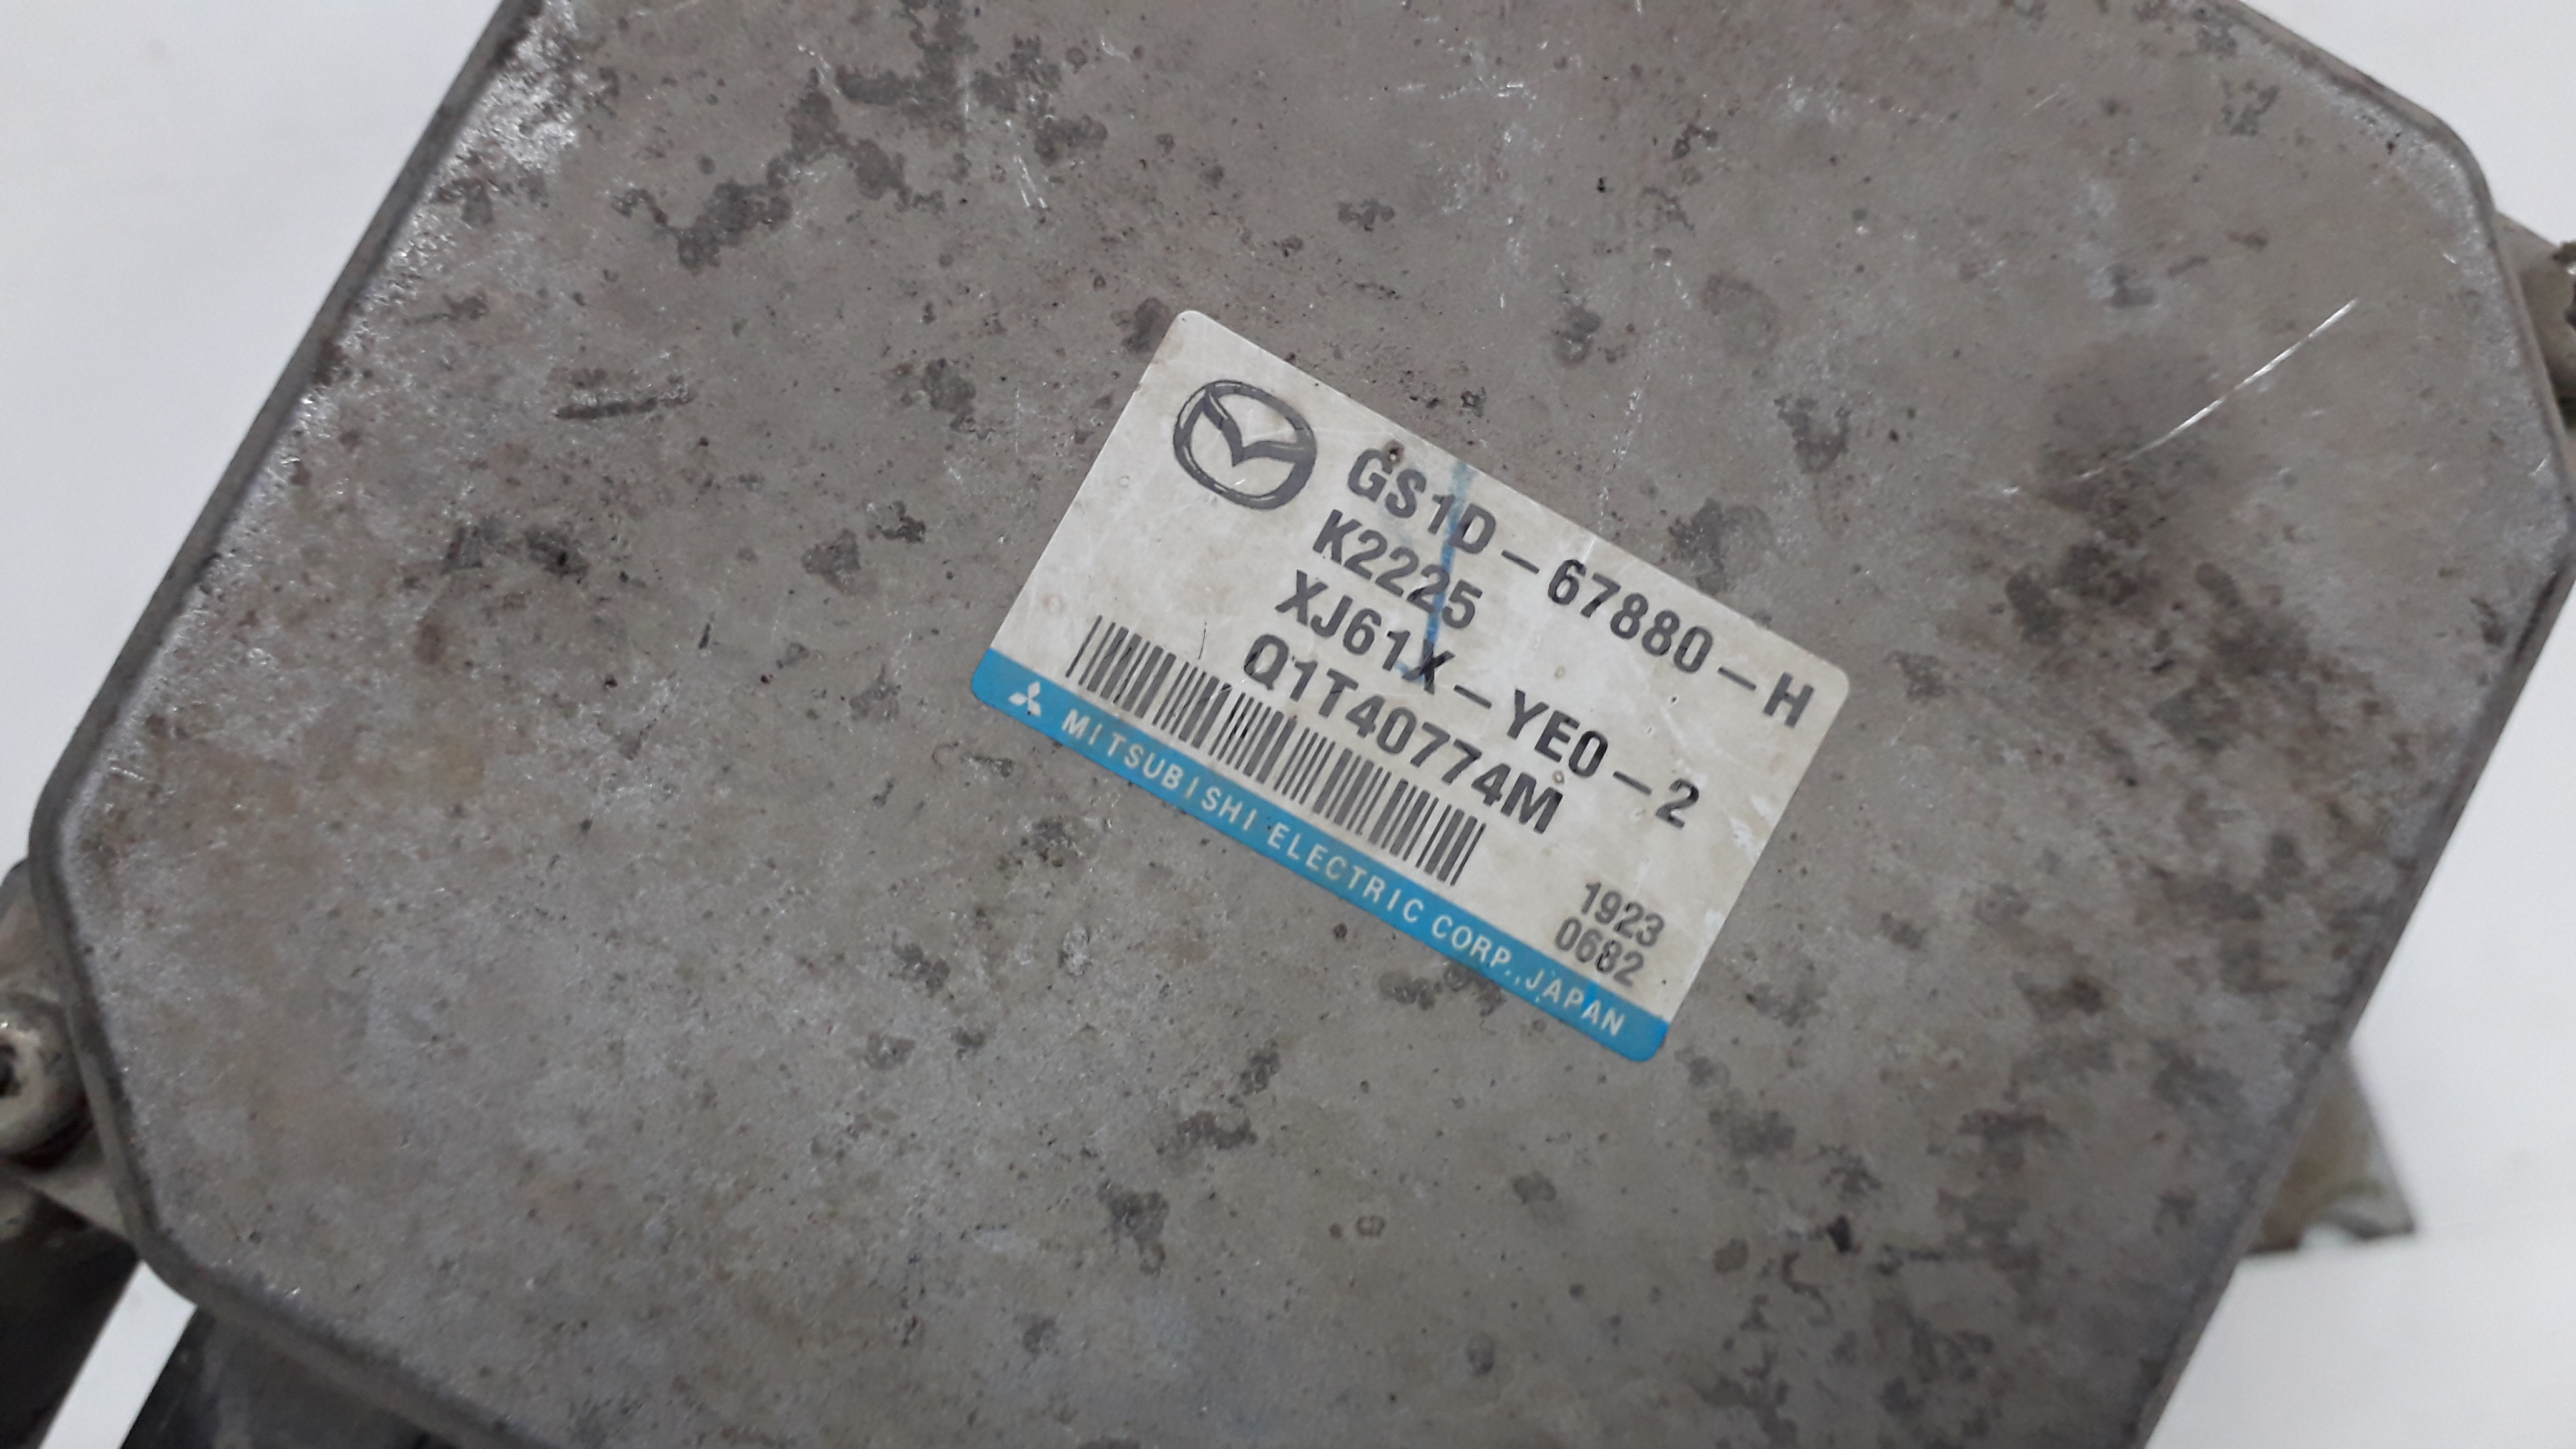 GS1D-67880-H
K2225
XJ61X-YE0-2
Q1T40774M
1923
0682
MITSUBISHI ELECTRIC CORP.,JAPAN